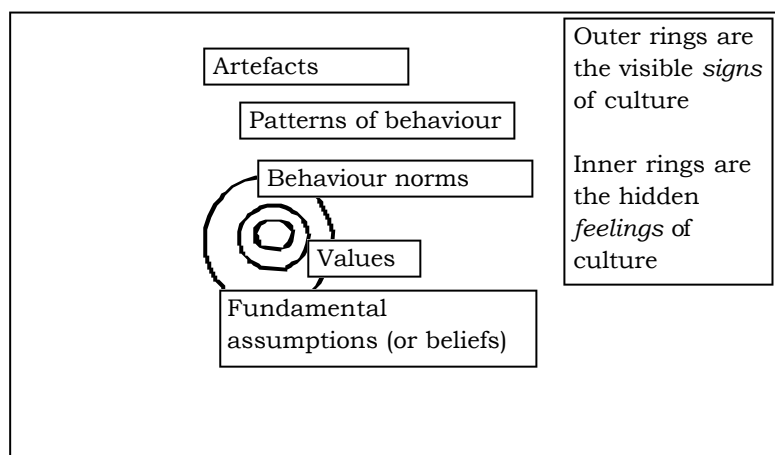 Artefacts
Patterns of behaviour
Behaviour norms
Values
Fundamental
assumptions (or beliefs)
Outer rings are
the visible signs
of culture
Inner rings are
the hidden
feelings of
culture